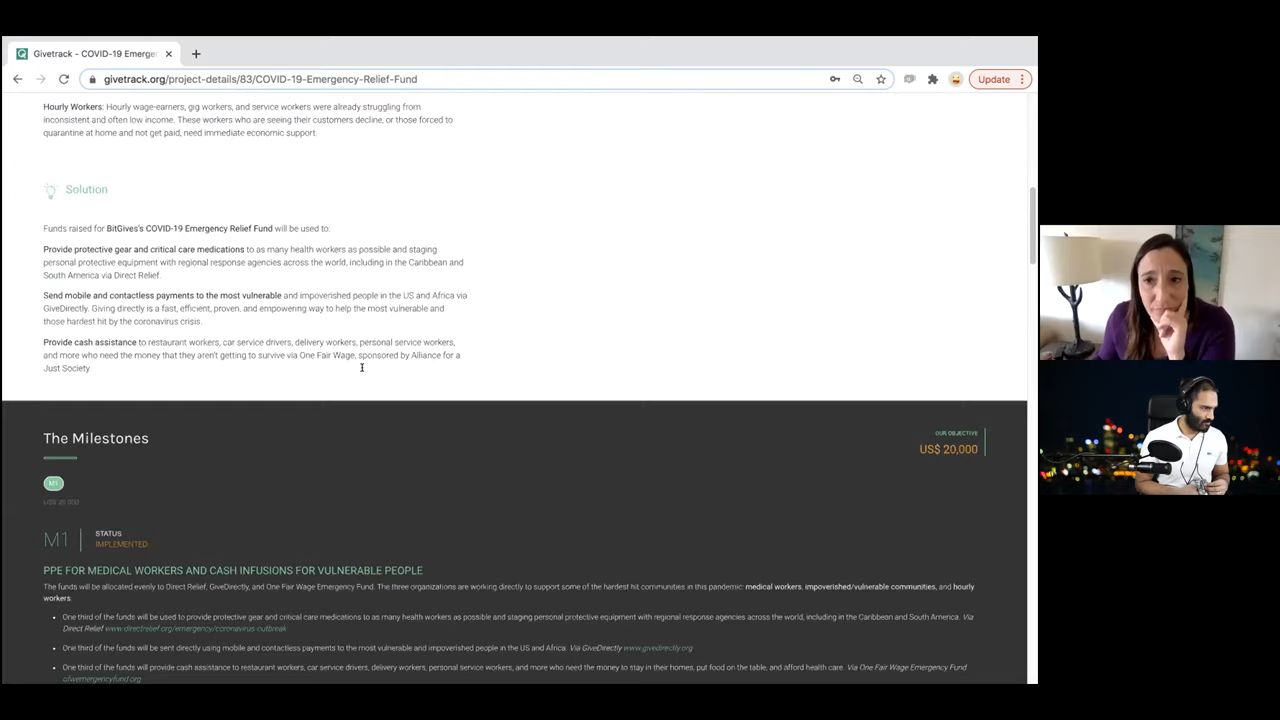 Givetrack - COVID-19 Emerge
givetrack.org/project-details/83/COVID-19-Emergency-Relief-Fund
Update
Hourly Workers: Hourly wage-earners, gig workers, and service workers were already struggling from
inconsistent and often low income. These workers who are seeing their customers decline, or those forced to
quarantine at home and not get paid, need immediate economic support.
Solution
Funds raised for BitGives's COVID-19 Emergency Relief Fund will be used to:
Provide protective gear and critical care medications to as many health workers as possible and staging
personal protective equipment with regional response agencies across the world, including in the Caribbean and
South America via Direct Relief.
Send mobile and contactless payments to the most vulnerable and impoverished people in the US and Africa via
GiveDirectly. Giving directly is a fast, efficient, proven, and empowering way to help the most vulnerable and
those hardest hit by the coronavirus crisis.
Provide cash assistance to restaurant workers, car service drivers, delivery workers, personal service workers,
and more who need the money that they aren't getting to survive via One Fair Wage, sponsored by Alliance for a
Just Society.
The Milestones
OUR OBJECTIVE
US$ 20,000
M1
US$ 20 000
M1
STATUS
IMPLEMENTED
PPE FOR MEDICAL WORKERS AND CASH INFUSIONS FOR VULNERABLE PEOPLE
The funds will be allocated evenly to Direct Relief, GiveDirectly, and One Fair Wage Emergency Fund. The three organizations are working directly to support some of the hardest hit communities in this pandemic: medical workers, impoverished/vulnerable communities, and hourly
workers.
One third of the funds will be used to provide protective gear and critical care medications to as many health workers as possible and staging personal protective equipment with regional response agencies across the world, including in the Caribbean and South America. Via
Direct Relief www.directrelief.org/emergency/coronavirus-outbreak
One third of the funds will be sent directly using mobile and contactless payments to the most vulnerable and impoverished people in the US and Africa. Via GiveDirectly www.givedirectly.org
One third of the funds will provide cash assistance to restaurant workers, car service drivers, delivery workers, personal service workers, and more who need the money to stay in their homes, put food on the table, and afford health care. Via One Fair Wage Emergency Fund
ofwemergencyfund.org